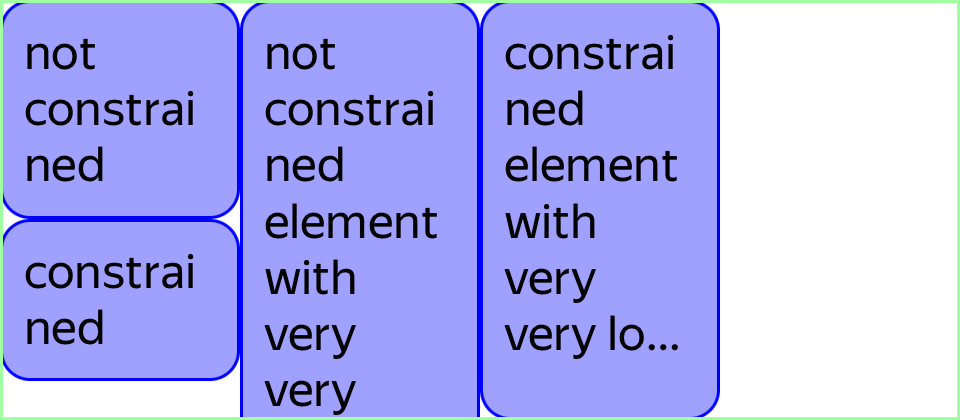 not
constrai
ned
constrai
ned
not
constrai
ned
element
with
very
very
constrai
ned
element
with
very
very lo...